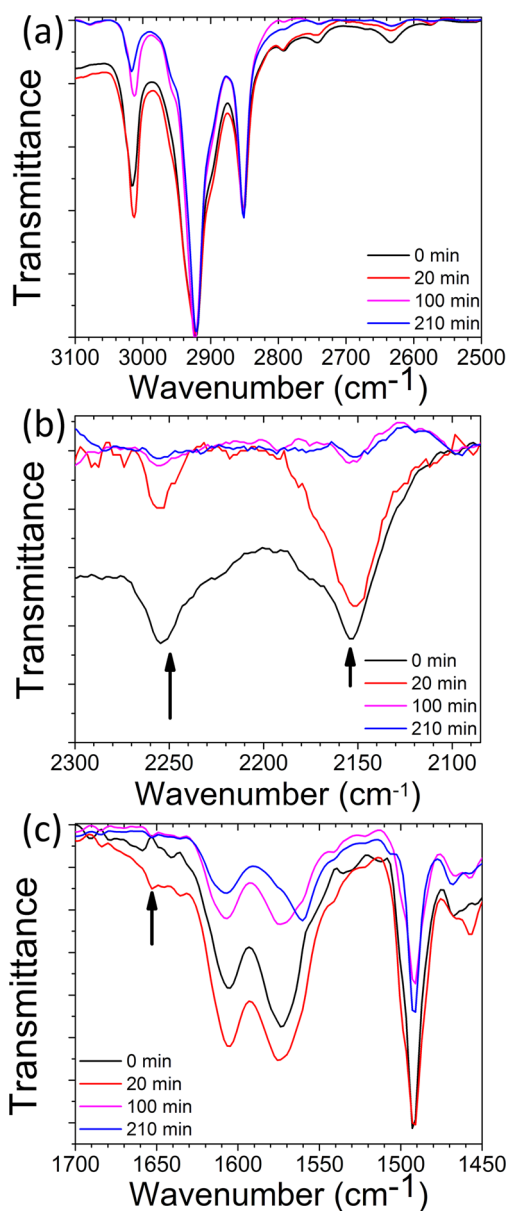 (a)
Transmittance
0 min
20 min
100 min
210 min
3100 3000 2900 2800 2700 2600 2500
Wavenumber (cm-1)
(b)
Transmittance
0 min
20 min
100 min
210 min
2300 2250 2200 2150 2100
Wavenumber (cm-1)
(c)
Transmittance
0 min
20 min
100 min
210 min
1700 1650 1600 1550 1500 1450
Wavenumber (cm-1)